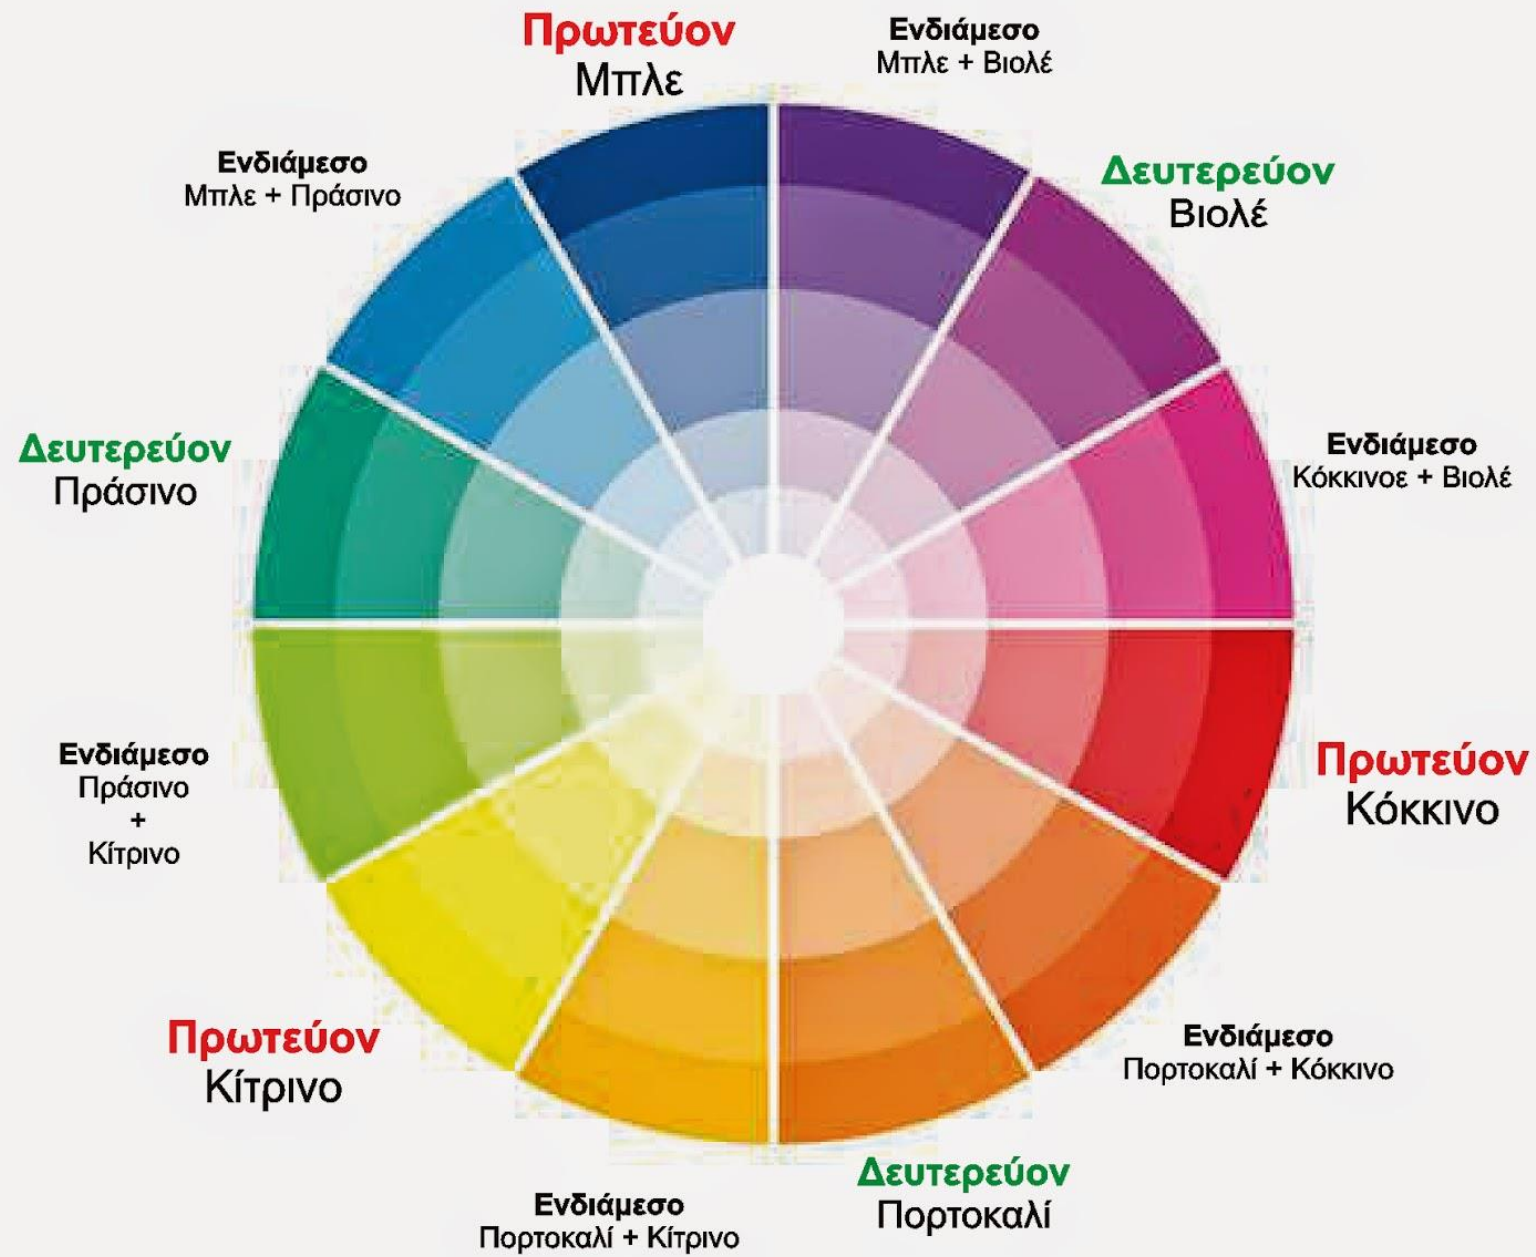 Πρωτεύον
Μπλε
Ενδιάμεσο
Μπλε + Βιολέ
Δευτερεύον
Βιολέ
Ενδιάμεσο
Κόκκινοε + Βιολέ
Πρωτεύον
Κόκκινο
Ενδιάμεσο
Πορτοκαλί + Κόκκινο
Δευτερεύον
Πορτοκαλί
Ενδιάμεσο
Πορτοκαλί + Κίτρινο
Πρωτεύον
Κίτρινο
Ενδιάμεσο
Πράσινο
+
Κίτρινο
Δευτερεύον
Πράσινο
Ενδιάμεσο
Μπλε + Πράσινο